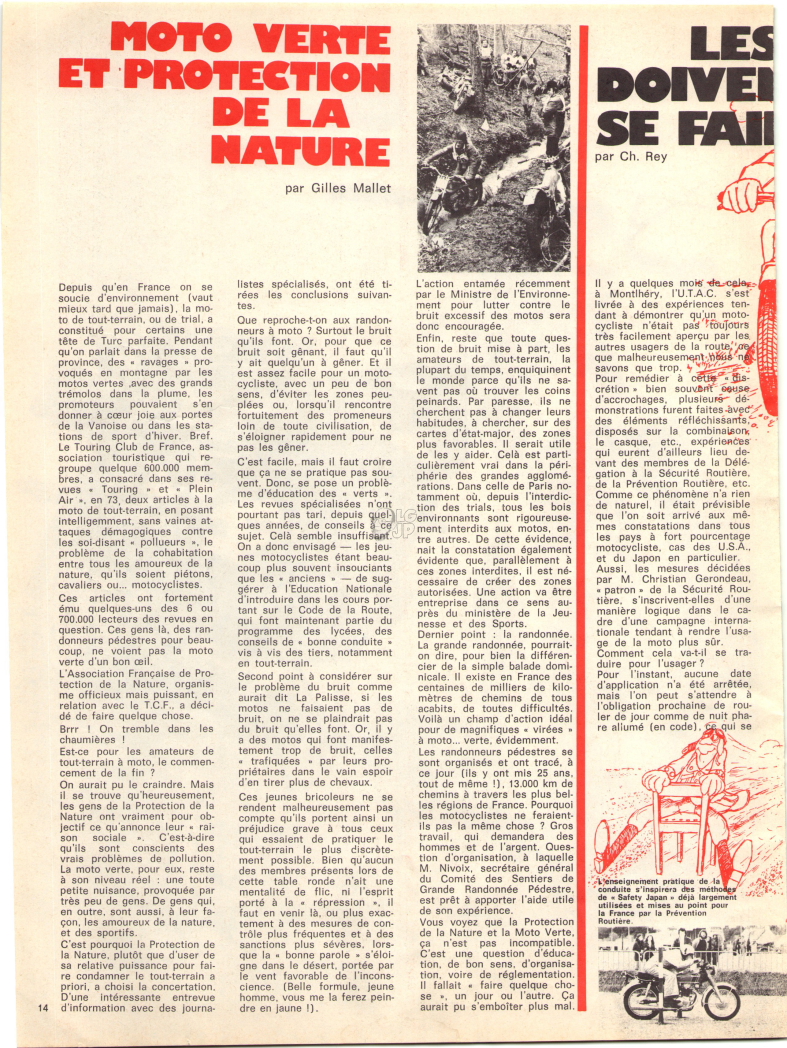 MOTO VERTE
ET PROTECTION
DE LA
NATURE
par Gilles Mallet
Depuis qu'en France on se
soucie d'environnement (vaut
mieux tard que jamais), la mo-
to de tout-terrain, ou de trial, a
constitué pour certains une
tête de Turc parfaite. Pendant
qu'on parlait dans la presse de
province, des « ravages » pro-
voqués en montagne par les
motos vertes ,avec des grands
trémolos dans la plume, les
promoteurs pouvaient s'en
donner à cœur joie aux portes
de la Vanoise ou dans les sta-
tions de sport d'hiver. Bref.
Le Touring Club de France, as-
sociation touristique qui re-
groupe quelque 600.000 mem-
bres, a consacré dans ses re-
vues « Touring » et « Plein
Air », en 73, deux articles à la
moto de tout-terrain, en posant
intelligemment, sans vaines at-
taques démagogiques contre
les soi-disant « pollueurs », le
problème de la cohabitation
entre tous les amoureux de la
nature, qu'ils soient piétons,
cavaliers ou... motocyclistes.
Ces articles ont fortement
ému quelques-uns des 6 ou
700.000 lecteurs des revues en
question. Ces gens là, des ran-
donneurs pédestres pour beau-
coup, ne voient pas la moto
verte d'un bon œil.
L'Association Française de Pro-
tection de la Nature, organis-
me officieux mais puissant, en
relation avec le T.C.F., a déci-
dé de faire quelque chose.
Brrr ! On tremble dans les
chaumières !
Est-ce pour les amateurs de
tout-terrain à moto, le commen-
cement de la fin ?
On aurait pu le craindre. Mais
il se trouve qu'heureusement,
les gens de la Protection de la
Nature ont vraiment pour ob-
jectif ce qu'annonce leur « rai-
son sociale ». C'est-à-dire
qu'ils sont conscients des
vrais problèmes de pollution.
La moto verte, pour eux, reste
à son niveau réel : une toute
petite nuisance, provoquée par
très peu de gens. De gens qui,
en outre, sont aussi, à leur fa-
çon, les amoureux de la nature,
et des sportifs.
C'est pourquoi la Protection de
la Nature, plutôt que d'user de
sa relative puissance pour fai-
re condamner le tout-terrain a
priori, a choisi la concertation.
D'une intéressante entrevue
d'information avec des journa-
14
listes spécialisés, ont été ti-
rées les conclusions suivan-
tes.
Que reproche-t-on aux randon-
neurs à moto ? Surtout le bruit
qu'ils font. Or, pour que ce
bruit soit gênant, il faut qu'il
y ait quelqu'un à gêner. Et il
est assez facile pour un moto-
cycliste, avec un peu de bon
sens, d'éviter les zones peu-
plées ou, lorsqu'il rencontre
fortuitement des promeneurs
loin de toute civilisation, de
s'éloigner rapidement pour ne
pas les gêner.
C'est facile, mais il faut croire
que ça ne se pratique pas sou-
vent. Donc, se pose un problè-
me d'éducation des « verts ».
Les revues spécialisées n'ont
pourtant pas tari, depuis quel-
ques années, de conseils à ce
sujet. Celà semble insuffisant.
On a donc envisagé — les jeu-
nes motocyclistes étant beau-
coup plus souvent insouciants
que les « anciens » — de sug-
gérer à l'Education Nationale
d'introduire dans les cours por-
tant sur le Code de la Route,
qui font maintenant partie du
programme des lycées, des
conseils de « bonne conduite »
vis à vis des tiers, notamment
en tout-terrain.
Second point à considérer sur
le problème du bruit comme
aurait dit La Palisse, si les
motos ne faisaient pas de
bruit, on ne se plaindrait pas
du bruit qu'elles font. Or, il y
a des motos qui font manifes-
tement trop de bruit, celles
« trafiquées » par leurs pro-
priétaires dans le vain espoir
d'en tirer plus de chevaux.
Ces jeunes bricoleurs ne se
rendent malheureusement pas
compte qu'ils portent ainsi un
préjudice grave à tous ceux
qui essaient de pratiquer le
tout-terrain le plus discrète-
ment possible. Bien qu'aucun
des membres présents lors de
cette table ronde n'ait une
mentalité de flic, ni l'esprit
porté à la « répression », il
faut en venir là, ou plus exac-
tement à des mesures de con-
trôle plus fréquentes et à des
sanctions plus sévères, lors-
que la « bonne parole » s'éloi-
gne dans le désert, portée par
le vent favorable de l'incons-
cience. (Belle formule, jeune
homme, vous me la ferez pein-
dre en jaune !).
L'action entamée récemment
par le Ministre de l'Environne-
ment pour lutter contre le
bruit excessif des motos sera
donc encouragée.
Enfin, reste que toute ques-
tion de bruit mise à part, les
amateurs de tout-terrain, la
plupart du temps, enquiquinent
le monde parce qu'ils ne sa-
vent pas où trouver les coins
peinards. Par paresse, ils ne
cherchent pas à changer leurs
habitudes, à chercher, sur des
cartes d'état-major, des zones
plus favorables. Il serait utile
de les y aider. Celà est parti-
culièrement vrai dans la péri-
phérie des grandes agglomé-
rations. Dans celle de Paris no-
tamment où, depuis l'interdic-
tion des trials, tous les bois
environnants sont rigoureuse-
ment interdits aux motos, en-
tre autres. De cette évidence,
nait la constatation également
évidente que, parallèlement à
ces zones interdites, il est né-
cessaire de créer des zones
autorisées. Une action va être
entreprise dans ce sens au-
près du ministère de la Jeu-
nesse et des Sports.
Dernier point : la randonnée.
La grande randonnée, pourrait-
on dire, pour bien la différen-
cier de la simple balade domi-
nicale. Il existe en France des
centaines de milliers de kilo-
mètres de chemins de tous
acabits, de toutes difficultés.
Voilà un champ d'action idéal
pour de magnifiques « virées »
à moto... verte, évidemment.
Les randonneurs pédestres se
sont organisés et ont tracé, à
ce jour (ils y ont mis 25 ans,
tout de même !), 13.000 km de
chemins à travers les plus bel-
les régions de France. Pourquoi
les motocyclistes ne feraient-
ils pas la même chose ? Gros
travail, qui demandera des
hommes et de l'argent. Ques-
tion d'organisation, à laquelle
M. Nivoix, secrétaire général
du Comité des Sentiers de
Grande Randonnée Pédestre,
est prêt à apporter l'aide utile
de son expérience.
Vous voyez que la Protection
de la Nature et la Moto Verte,
ça n'est pas incompatible.
C'est une question d'éduca-
tion, de bon sens, d'organisa-
tion, voire de réglementation.
Il fallait « faire quelque cho-
se », un jour ou l'autre. Ça
aurait pu s'emboîter plus mal.
LES
DOIVEN
SE FAI
par Ch. Rey
Il y a quelques mois de cela,
à Montlhéry, l'U.T.A.C. s'est
livrée à des expériences ten-
dant à démontrer qu'un moto-
cycliste n'était pas toujours
très facilement aperçu par les
autres usagers de la route, ce
que malheureusement nous ne
savons que trop.
Pour remédier à cette « dis-
crétion » bien souvent cause
d'accrochages, plusieurs dé-
monstrations furent faites avec
des éléments réfléchissants,
disposés sur la combinaison,
le casque, etc., expériences
qui eurent d'ailleurs lieu de-
vant des membres de la Délé-
gation à la Sécurité Routière,
de la Prévention Routière, etc.
Comme ce phénomène n'a rien
de naturel, il était prévisible
que l'on soit arrivé aux mê-
mes constatations dans tous
les pays à fort pourcentage
motocycliste, cas des U.S.A.,
et du Japon en particulier.
Aussi, les mesures décidées
par M. Christian Gerondeau,
« patron » de la Sécurité Rou-
tière, s'inscrivent-elles d'une
manière logique dans le ca-
dre d'une campagne interna-
tionale tendant à rendre l'usa-
ge de la moto plus sûr.
Comment cela va-t-il se tra-
duire pour l'usager ?
Pour l'instant, aucune date
d'application n'a été arrêtée,
mais l'on peut s'attendre à
l'obligation prochaine de rou-
ler de jour comme de nuit pha-
re allumé (en code), ce qui se
L'enseignement pratique de la
conduite s'inspirera des méthodes
de « Safety Japan » déjà largement
utilisées et mises au point pour
la France par la Prévention
Routière.